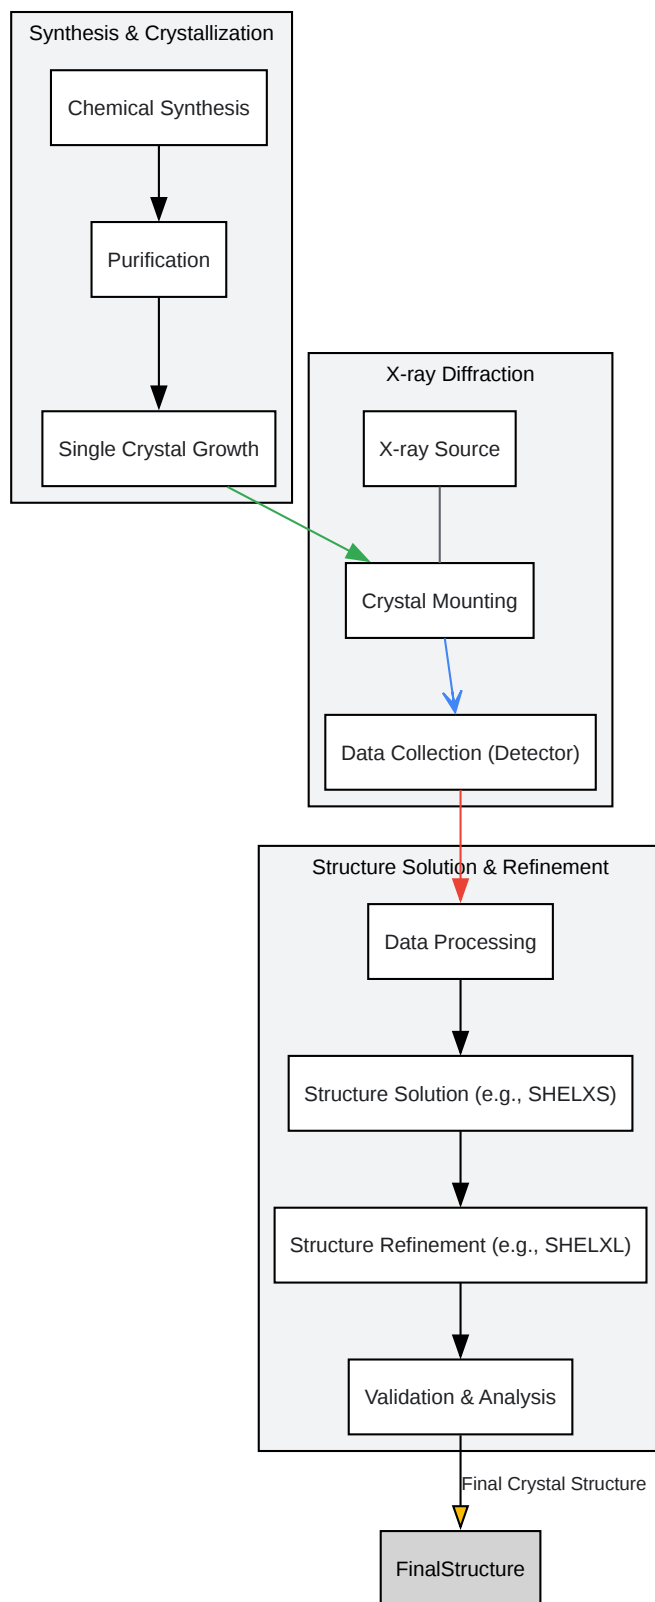 Synthesis & Crystallization
Chemical Synthesis
Purification
Single Crystal Growth
X-ray Diffraction
X-ray Source
Crystal Mounting
Data Collection (Detector)
Structure Solution & Refinement
Data Processing
Structure Solution (e.g., SHELXS)
Structure Refinement (e.g., SHELXL)
Validation & Analysis
Final Crystal Structure
FinalStructure